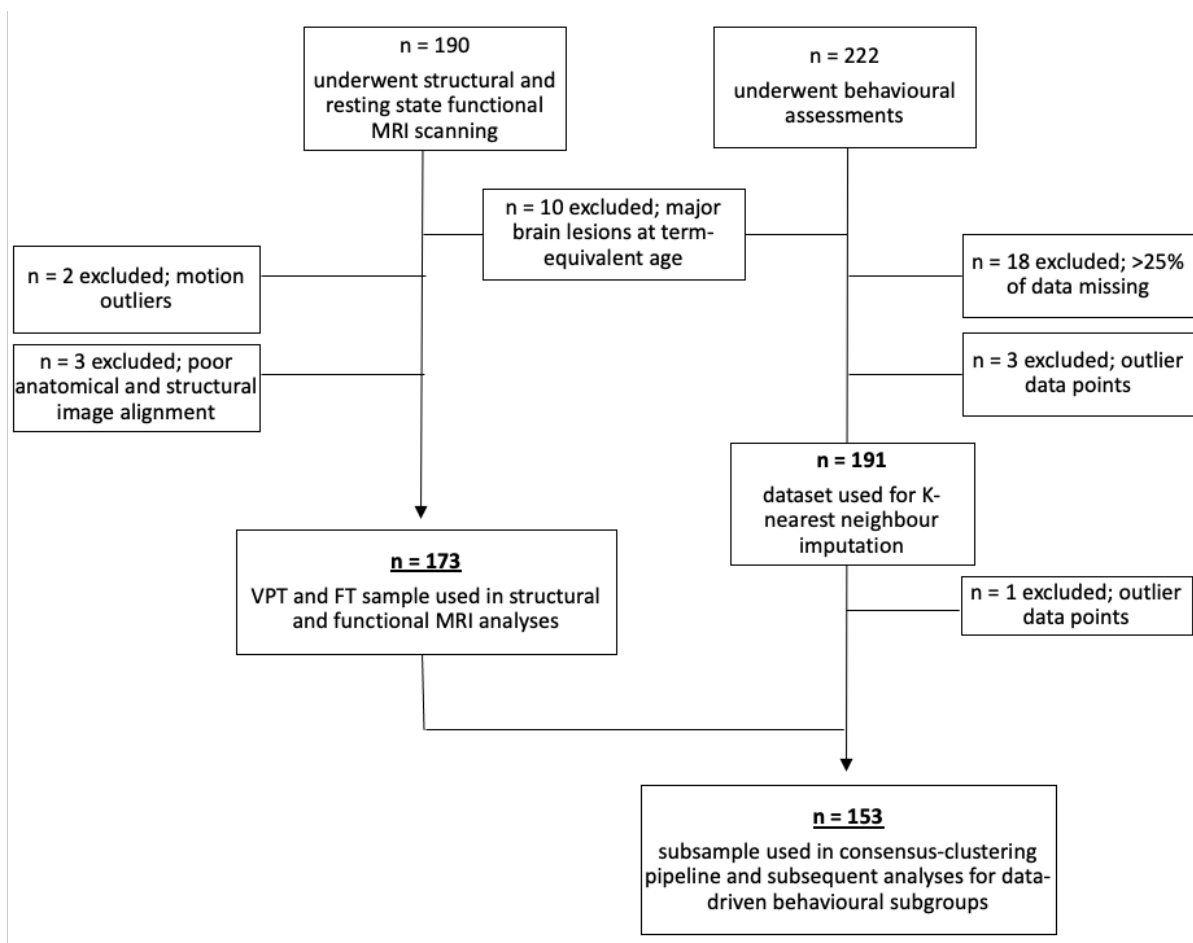 n = 190
underwent structural and
resting state functional
MRI scanning
n = 222
underwent behavioural
assessments
n = 10 excluded; major
brain lesions at term-
equivalent age
n = 2 excluded; motion
outliers
n = 18 excluded; >25%
of data missing
n = 3 excluded; poor
anatomical and structural
image alignment
n = 3 excluded; outlier
data points
n = 191
dataset used for K-
nearest neighbour
imputation
n = 173
VPT and FT sample used in structural
and functional MRI analyses
n = 1 excluded; outlier
data points
n = 153
subsample used in consensus-clustering
pipeline and subsequent analyses for data-
driven behavioural subgroups